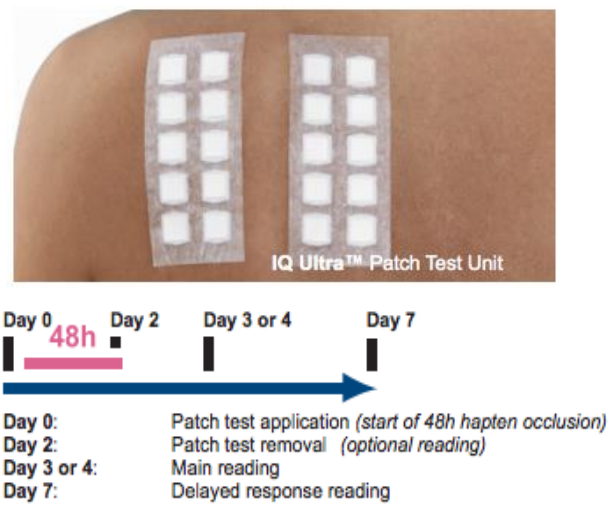 IQ Ultra™ Patch Test Unit
Day 0 Day 2 Day 3 or 4 Day 7
48h
Day 0: Patch test application (start of 48h hapten occlusion)
Day 2: Patch test removal (optional reading)
Day 3 or 4: Main reading
Day 7: Delayed response reading